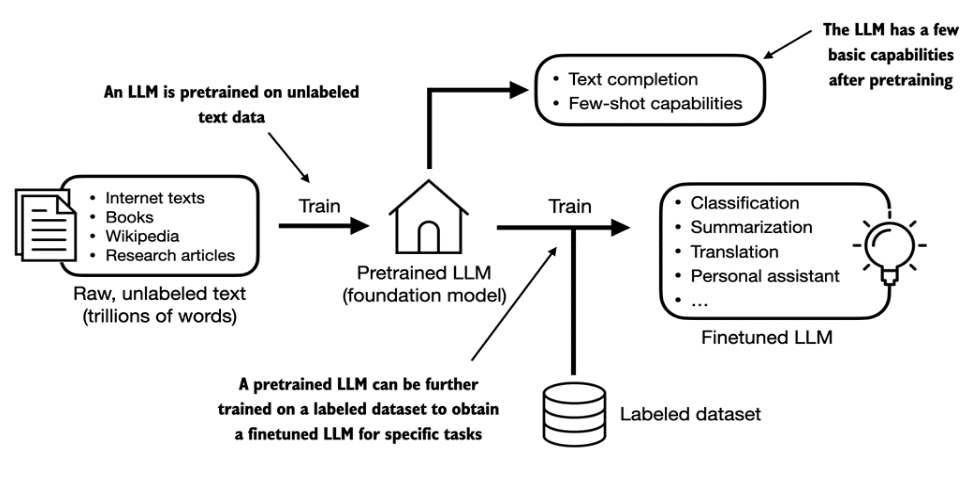 The LLM has a few
basic capabilities
after pretraining
• Text completion
• Few-shot capabilities
An LLM is pretrained on unlabeled
text data
• Internet texts
• Books
• Wikipedia
• Research articles
Raw, unlabeled text
(trillions of words)
Train
Pretrained LLM
(foundation model)
Train
• Classification
• Summarization
• Translation
• Personal assistant
• ...
Finetuned LLM
A pretrained LLM can be further
trained on a labeled dataset to obtain
a finetuned LLM for specific tasks
Labeled dataset